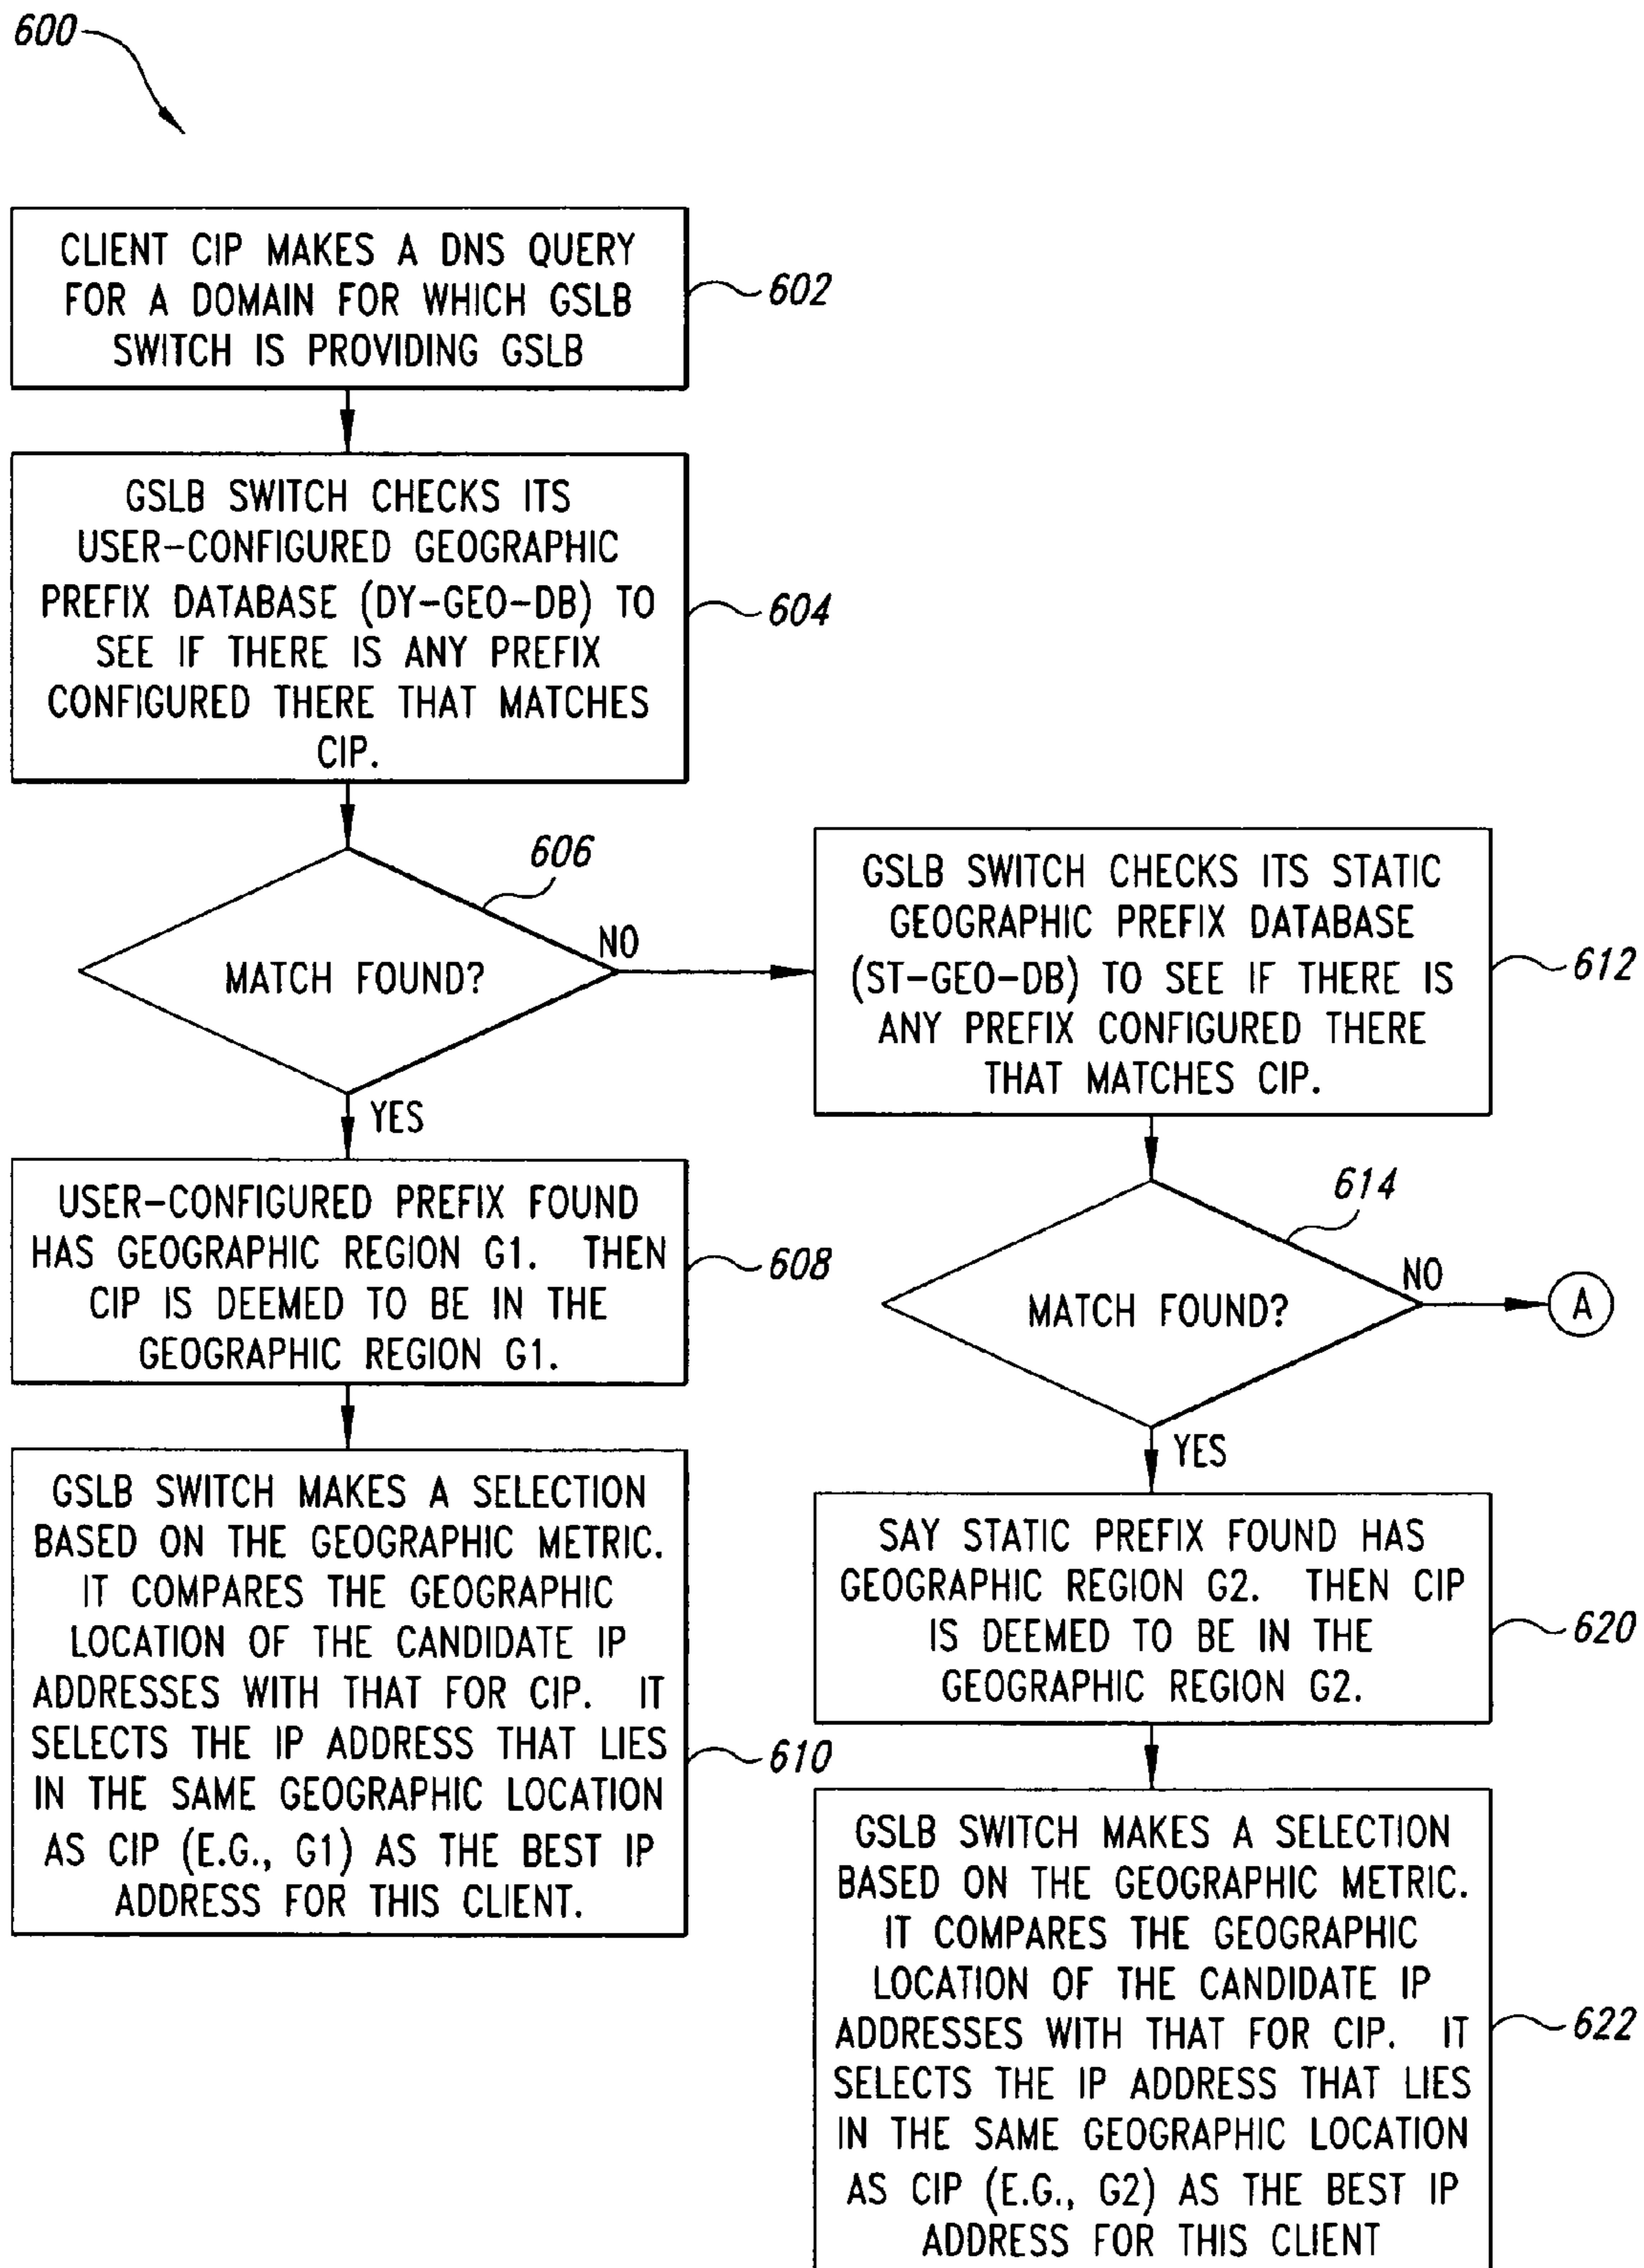 600
CLIENT CIP MAKES A DNS QUERY
FOR A DOMAIN FOR WHICH GSLB
SWITCH IS PROVIDING GSLB
602
GSLB SWITCH CHECKS ITS
USER-CONFIGURED GEOGRAPHIC
PREFIX DATABASE (DY-GEO-DB) TO
SEE IF THERE IS ANY PREFIX
CONFIGURED THERE THAT MATCHES
CIP.
604
606
MATCH FOUND?
NO
YES
USER-CONFIGURED PREFIX FOUND
HAS GEOGRAPHIC REGION G1. THEN
CIP IS DEEMED TO BE IN THE
GEOGRAPHIC REGION G1.
608
GSLB SWITCH MAKES A SELECTION
BASED ON THE GEOGRAPHIC METRIC.
IT COMPARES THE GEOGRAPHIC
LOCATION OF THE CANDIDATE IP
ADDRESSES WITH THAT FOR CIP. IT
SELECTS THE IP ADDRESS THAT LIES
IN THE SAME GEOGRAPHIC LOCATION
AS CIP (E.G., G1) AS THE BEST IP
ADDRESS FOR THIS CLIENT.
610
GSLB SWITCH CHECKS ITS STATIC
GEOGRAPHIC PREFIX DATABASE
(ST-GEO-DB) TO SEE IF THERE IS
ANY PREFIX CONFIGURED THERE
THAT MATCHES CIP.
612
614
MATCH FOUND?
NO
A
YES
SAY STATIC PREFIX FOUND HAS
GEOGRAPHIC REGION G2. THEN CIP
IS DEEMED TO BE IN THE
GEOGRAPHIC REGION G2.
620
GSLB SWITCH MAKES A SELECTION
BASED ON THE GEOGRAPHIC METRIC.
IT COMPARES THE GEOGRAPHIC
LOCATION OF THE CANDIDATE IP
ADDRESSES WITH THAT FOR CIP. IT
SELECTS THE IP ADDRESS THAT LIES
IN THE SAME GEOGRAPHIC LOCATION
AS CIP (E.G., G2) AS THE BEST IP
ADDRESS FOR THIS CLIENT
622